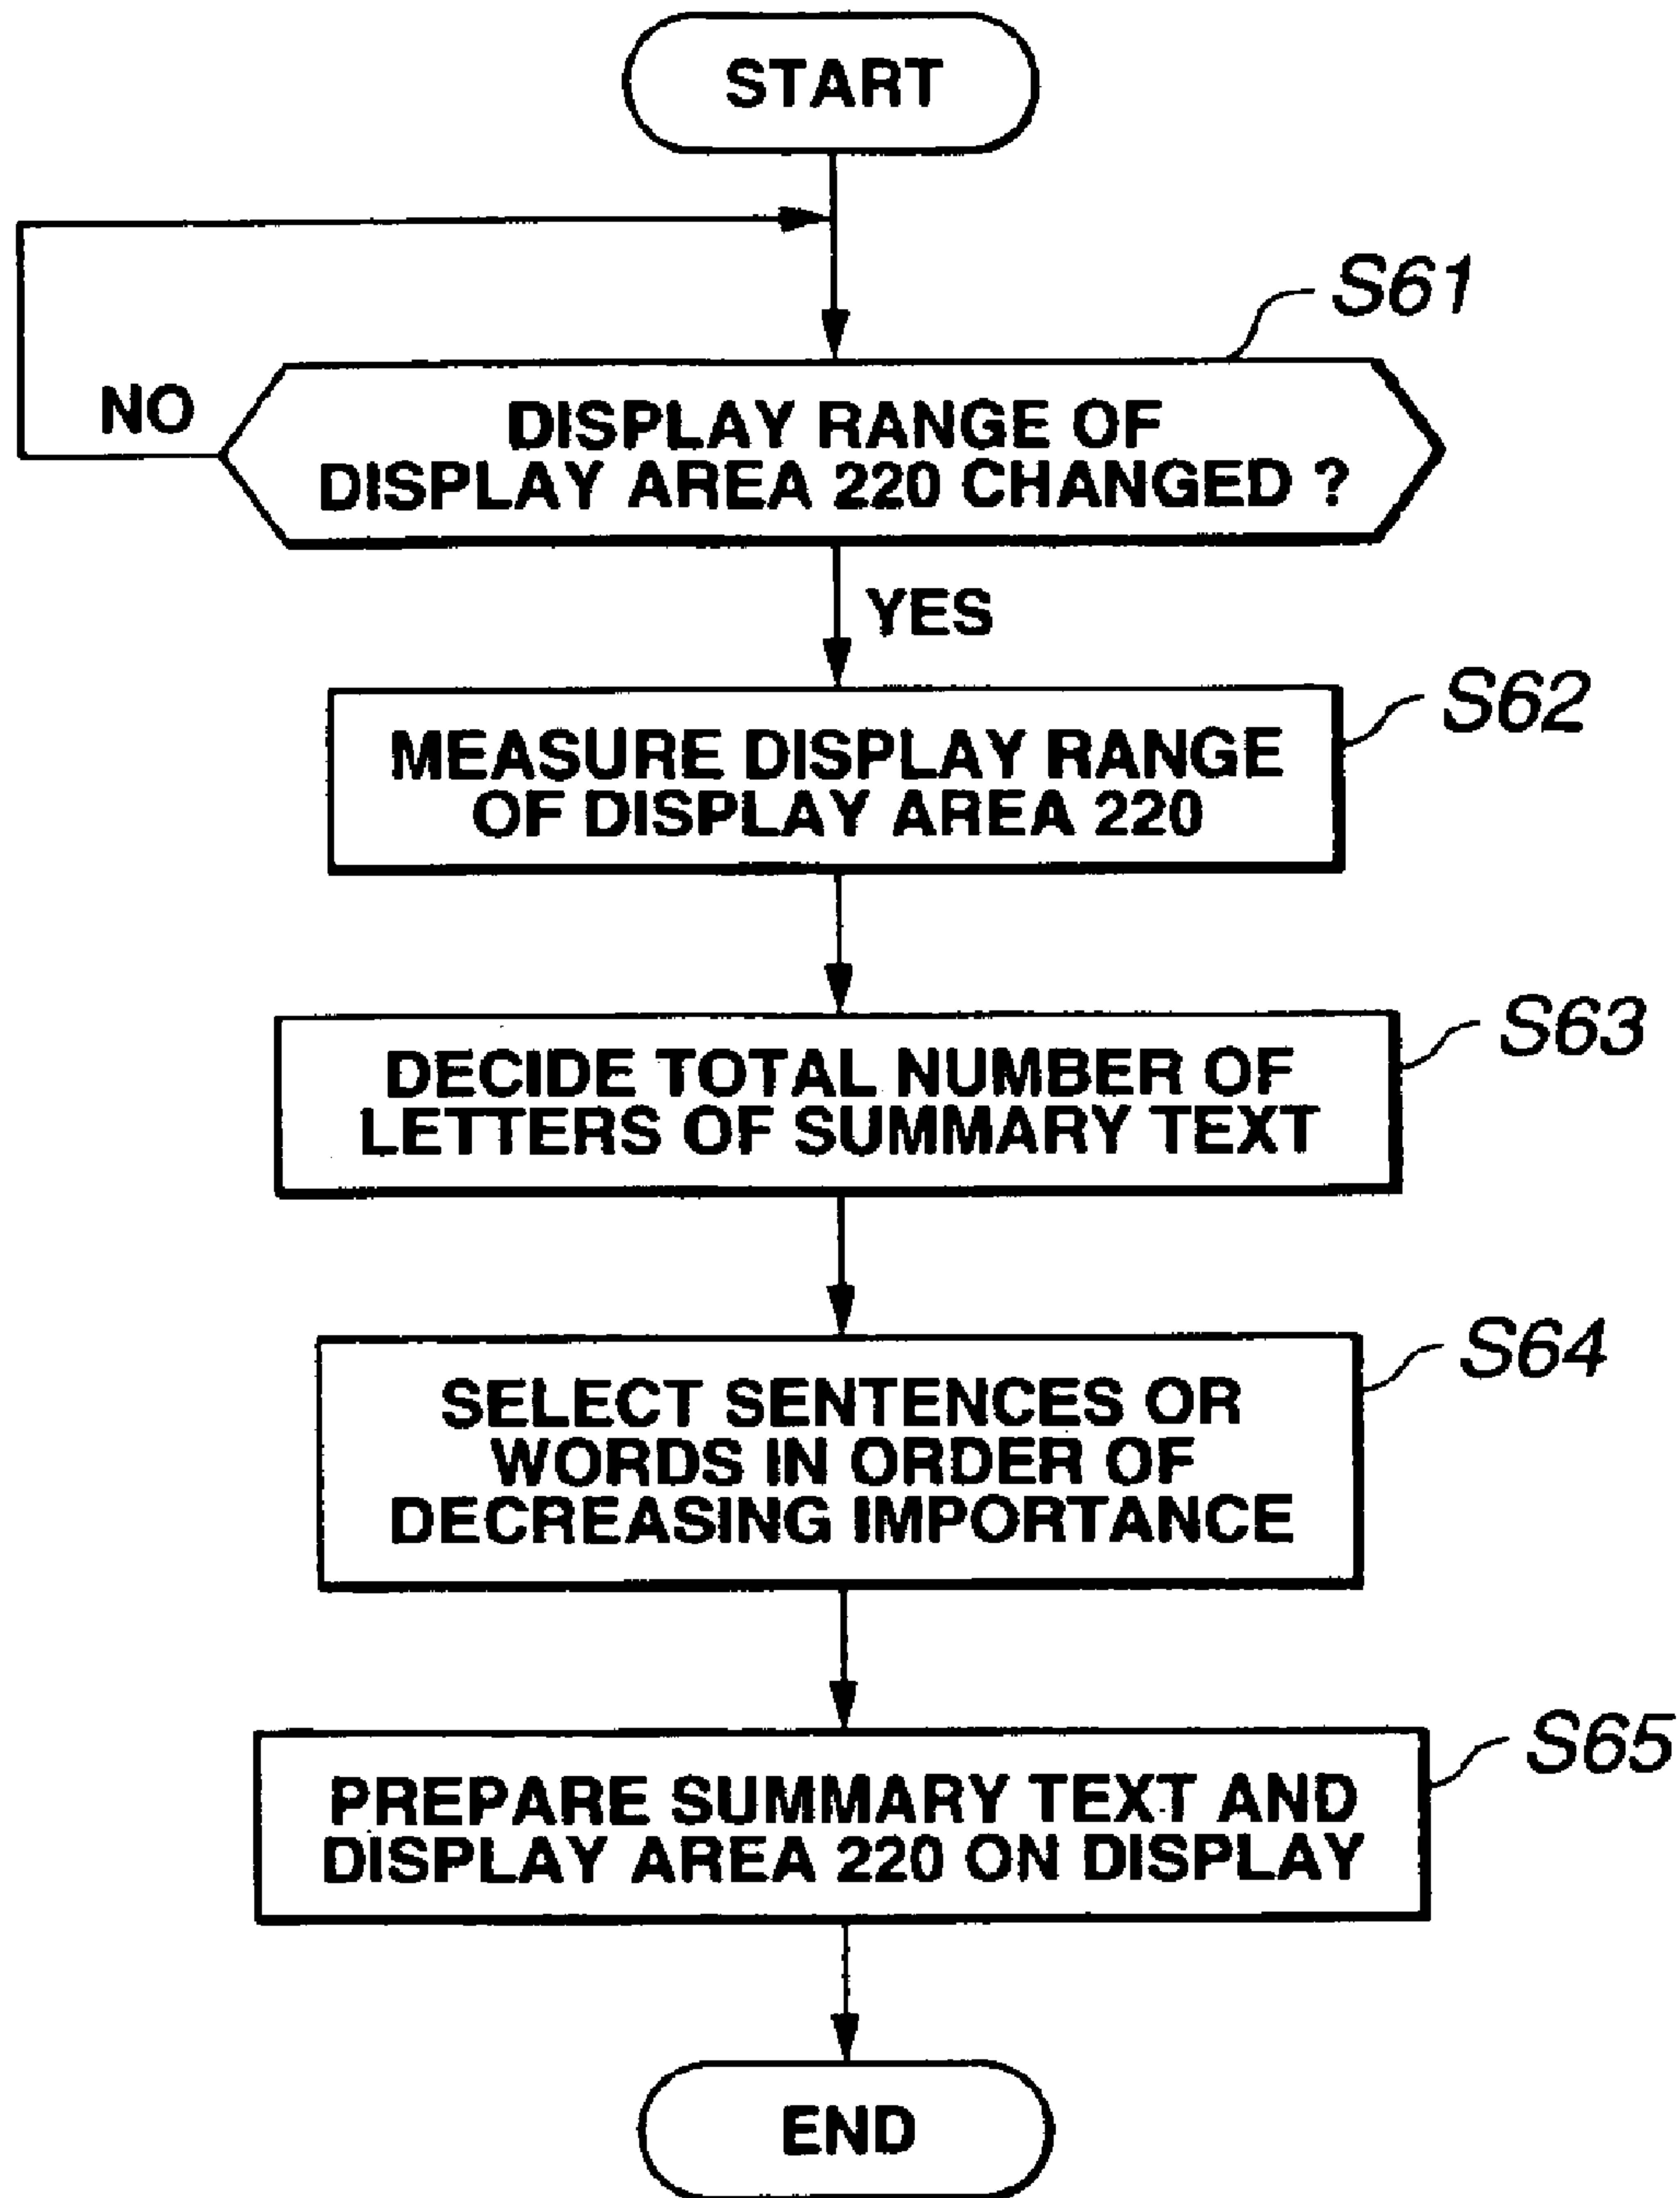 START
S61
NO
DISPLAY RANGE OF
DISPLAY AREA 220 CHANGED ?
YES
S62
MEASURE DISPLAY RANGE
OF DISPLAY AREA 220
S63
DECIDE TOTAL NUMBER OF
LETTERS OF SUMMARY TEXT
S64
SELECT SENTENCES OR
WORDS IN ORDER OF
DECREASING IMPORTANCE
S65
PREPARE SUMMARY TEXT AND
DISPLAY AREA 220 ON DISPLAY
END